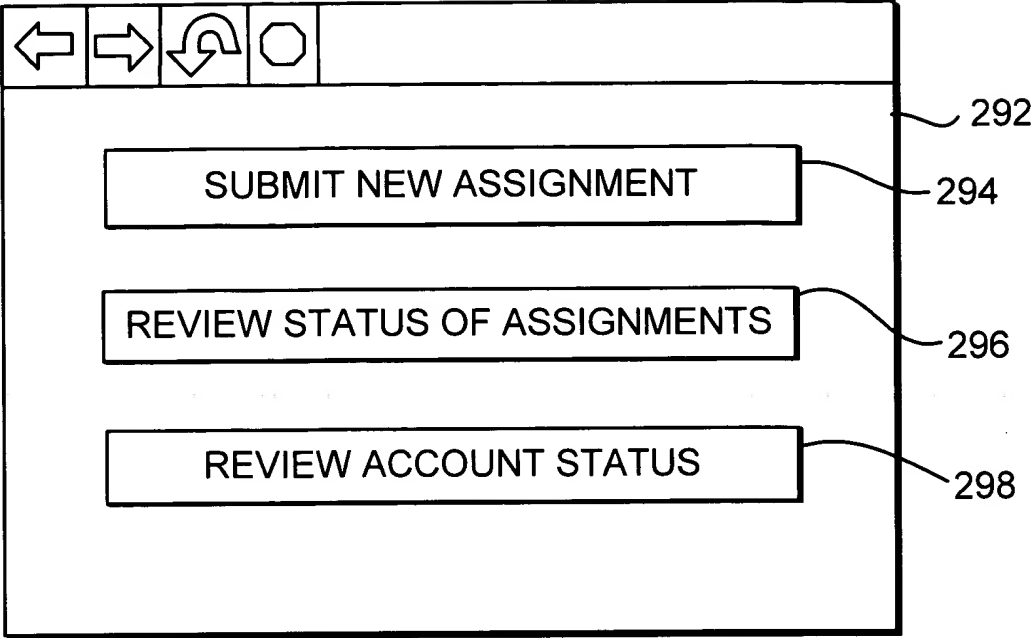 292
SUBMIT NEW ASSIGNMENT
294
REVIEW STATUS OF ASSIGNMENTS
296
REVIEW ACCOUNT STATUS
298